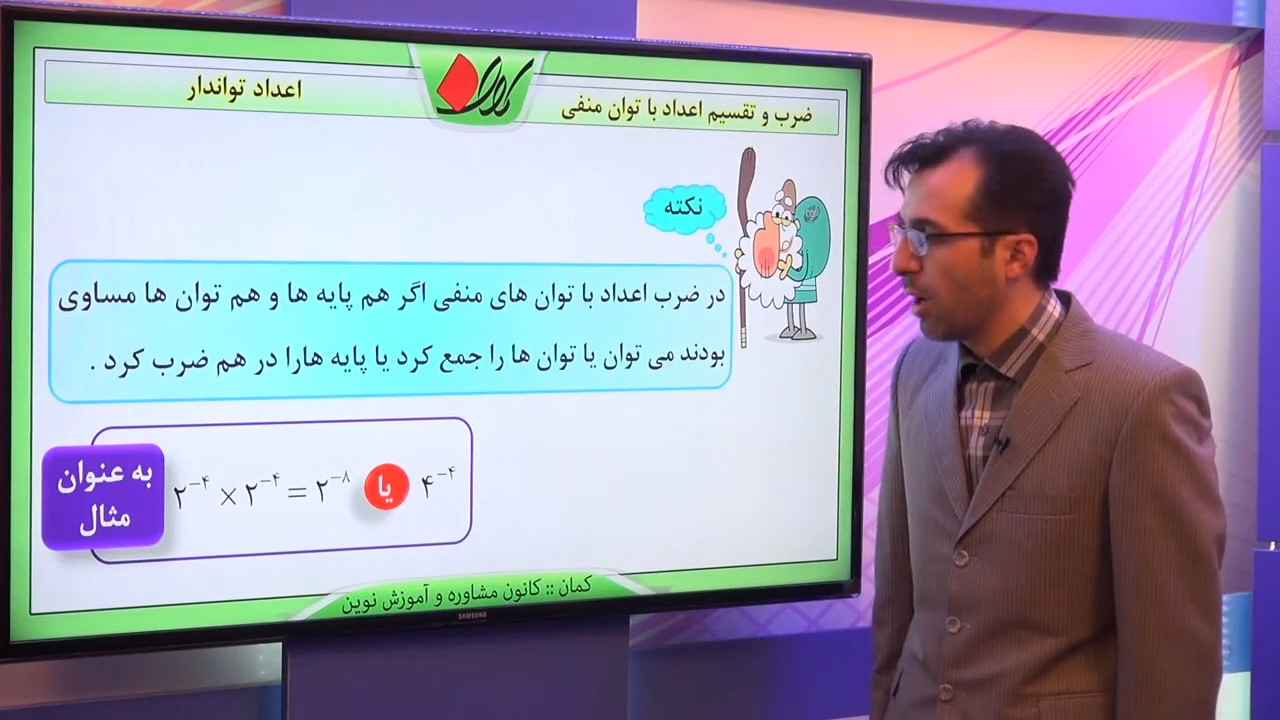 ضرب و تقسیم اعداد با توان منفی
اعداد تواندار
نکته
در ضرب اعداد با توان های منفی اگر هم پایه ها و هم توان ها مساوی
بودند می توان یا توان ها را جمع کرد یا پایه هارا در هم ضرب کرد .
به عنوان
مثال
۲⁻⁴ × ۲⁻⁴ = ۲⁻⁸ یا ۴⁻⁴
کمان :: کانون مشاوره و آموزش نوین
SAMSUNG